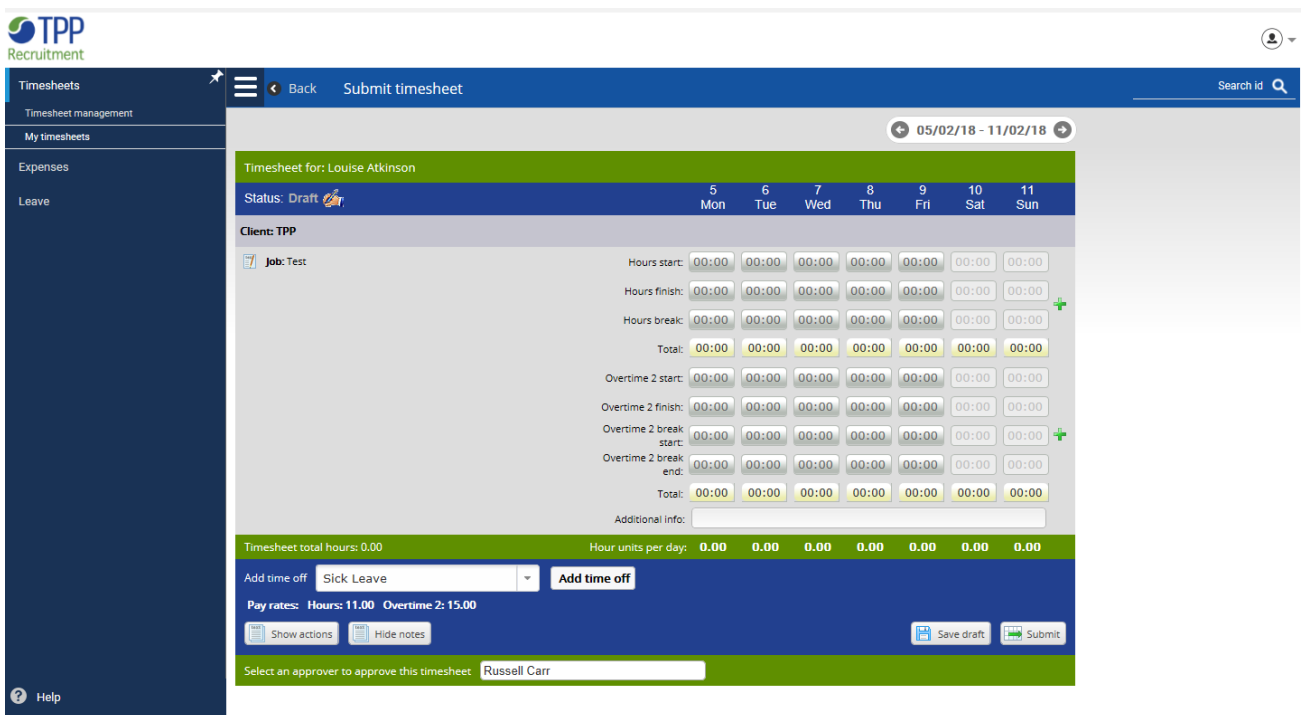 TPP
Recruitment
Timesheets
Timesheet management
My timesheets
Expenses
Leave
Help
Back Submit timesheet Search id
05/02/18 - 11/02/18
Timesheet for: Louise Atkinson
Status: Draft
5 6 7 8 9 10 11
Mon Tue Wed Thu Fri Sat Sun
Client: TPP
Job: Test
Hours start: 00:00 00:00 00:00 00:00 00:00 00:00 00:00
Hours finish: 00:00 00:00 00:00 00:00 00:00 00:00 00:00
Hours break: 00:00 00:00 00:00 00:00 00:00 00:00 00:00
Total: 00:00 00:00 00:00 00:00 00:00 00:00 00:00
Overtime 2 start: 00:00 00:00 00:00 00:00 00:00 00:00 00:00
Overtime 2 finish: 00:00 00:00 00:00 00:00 00:00 00:00 00:00
Overtime 2 break
start: 00:00 00:00 00:00 00:00 00:00 00:00 00:00
Overtime 2 break
end: 00:00 00:00 00:00 00:00 00:00 00:00 00:00
Total: 00:00 00:00 00:00 00:00 00:00 00:00 00:00
Additional info:
Timesheet total hours: 0.00 Hour units per day: 0.00 0.00 0.00 0.00 0.00 0.00 0.00
Add time off Sick Leave Add time off
Pay rates: Hours: 11.00 Overtime 2: 15.00
Show actions Hide notes Save draft Submit
Select an approver to approve this timesheet Russell Carr